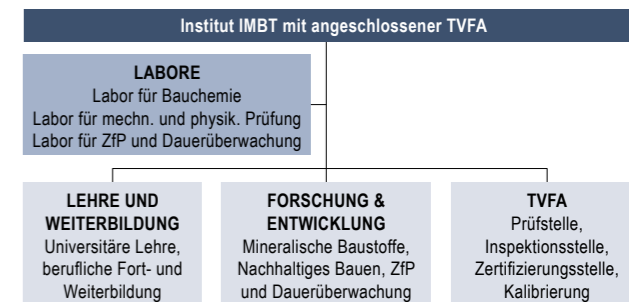 Institut IMBT mit angeschlossener TVFA
LABORE
Labor für Bauchemie
Labor für mechn. und physik. Prüfung
Labor für ZfP und Dauerüberwachung
LEHRE UND
WEITERBILDUNG
Universitäre Lehre,
berufliche Fort- und
Weiterbildung
FORSCHUNG &
ENTWICKLUNG
Mineralische Baustoffe,
Nachhaltiges Bauen, ZfP
und Dauerüberwachung
TVFA
Prüfstelle,
Inspektionsstelle,
Zertifizierungsstelle,
Kalibrierung